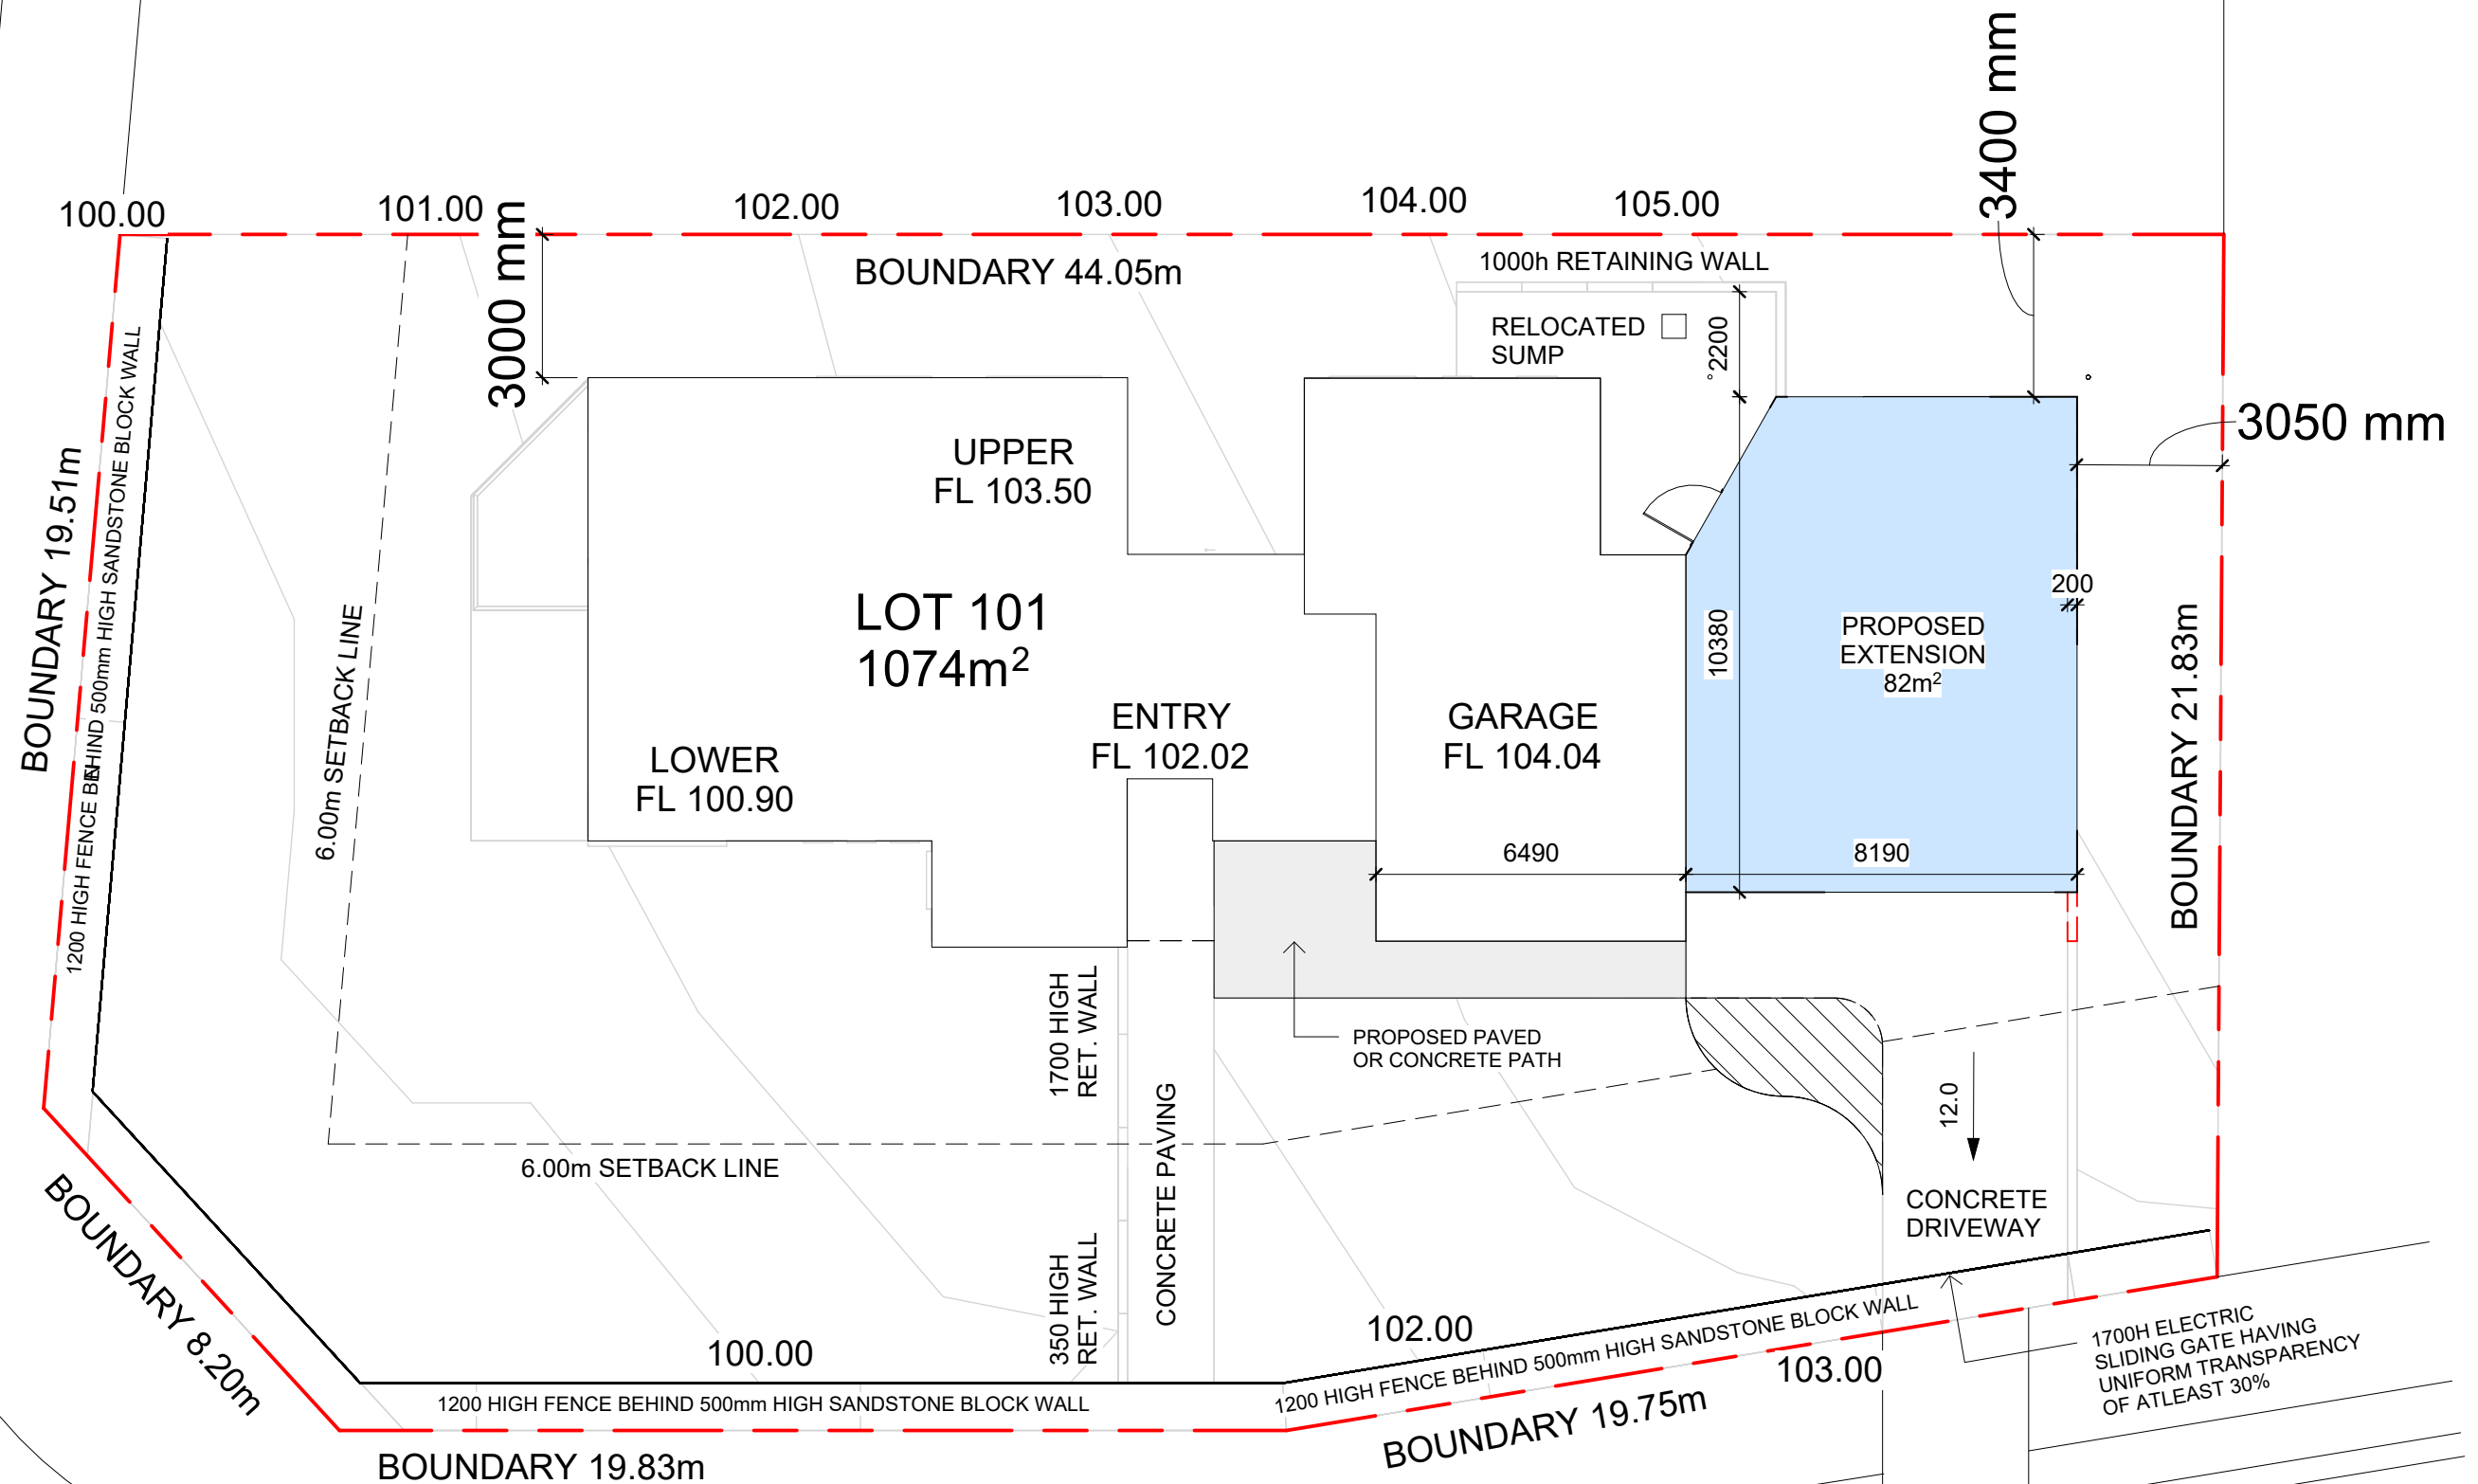 3400 mm
100.00
101.00
102.00
103.00
104.00
105.00
3000 mm
BOUNDARY 44.05m
1000h RETAINING WALL
RELOCATED
SUMP
2200
3050 mm
UPPER
FL 103.50
LOT 101
1074m²
ENTRY
FL 102.02
LOWER
FL 100.90
GARAGE
FL 104.04
PROPOSED
EXTENSION
82m²
200
10380
6490
8190
BOUNDARY 21.83m
BOUNDARY 19.51m
1200 HIGH FENCE BEHIND 500mm HIGH SANDSTONE BLOCK WALL
6.00m SETBACK LINE
1700 HIGH
RET. WALL
PROPOSED PAVED
OR CONCRETE PATH
CONCRETE PAVING
12.0
6.00m SETBACK LINE
CONCRETE
DRIVEWAY
BOUNDARY 8.20m
350 HIGH
RET. WALL
100.00
102.00
103.00
1200 HIGH FENCE BEHIND 500mm HIGH SANDSTONE BLOCK WALL
1200 HIGH FENCE BEHIND 500mm HIGH SANDSTONE BLOCK WALL
1700H ELECTRIC
SLIDING GATE HAVING
UNIFORM TRANSPARENCY
OF ATLEAST 30%
BOUNDARY 19.83m
BOUNDARY 19.75m